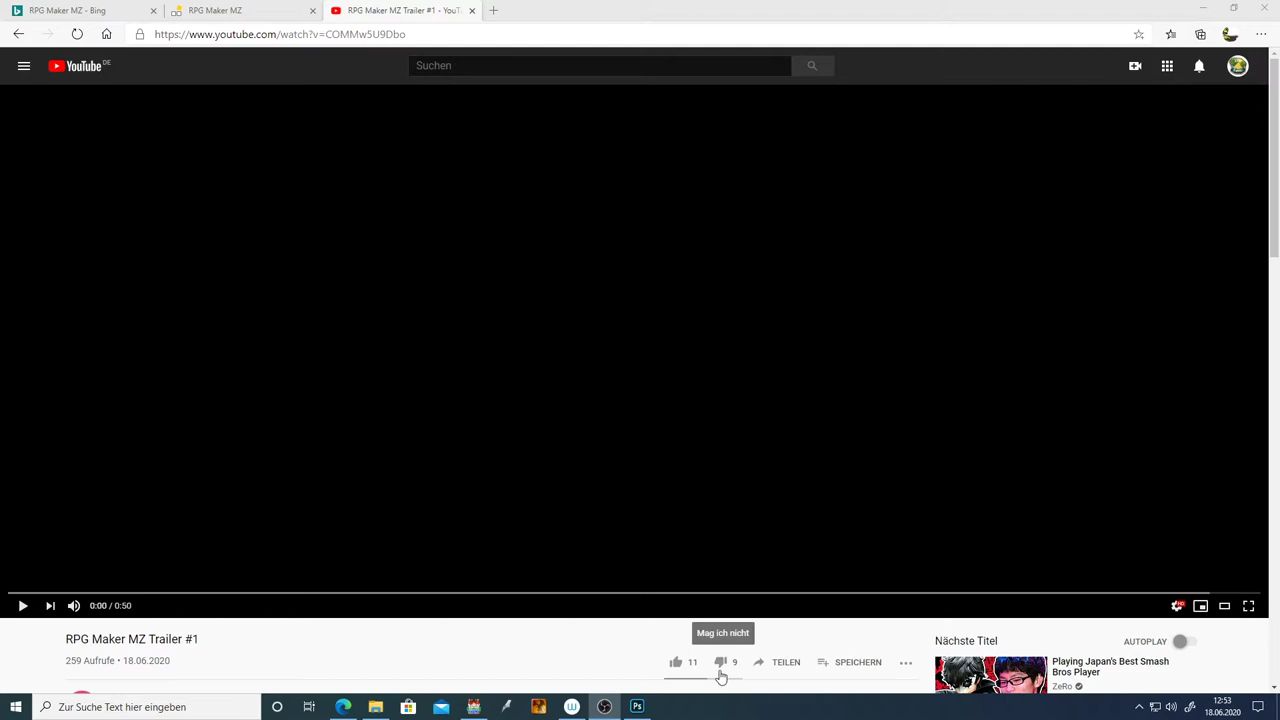 RPG Maker MZ - Bing
RPG Maker MZ
RPG Maker MZ Trailer #1 - YouT
https://www.youtube.com/watch?v=COMMw5U9Dbo
YouTube DE
Suchen
0:00 / 0:50
HD
RPG Maker MZ Trailer #1
259 Aufrufe • 18.06.2020
Mag ich nicht
11
9
TEILEN
SPEICHERN
Nächste Titel
AUTOPLAY
Playing Japan's Best Smash
Bros Player
ZeRo
Zur Suche Text hier eingeben
Ps
12:53
18.06.2020